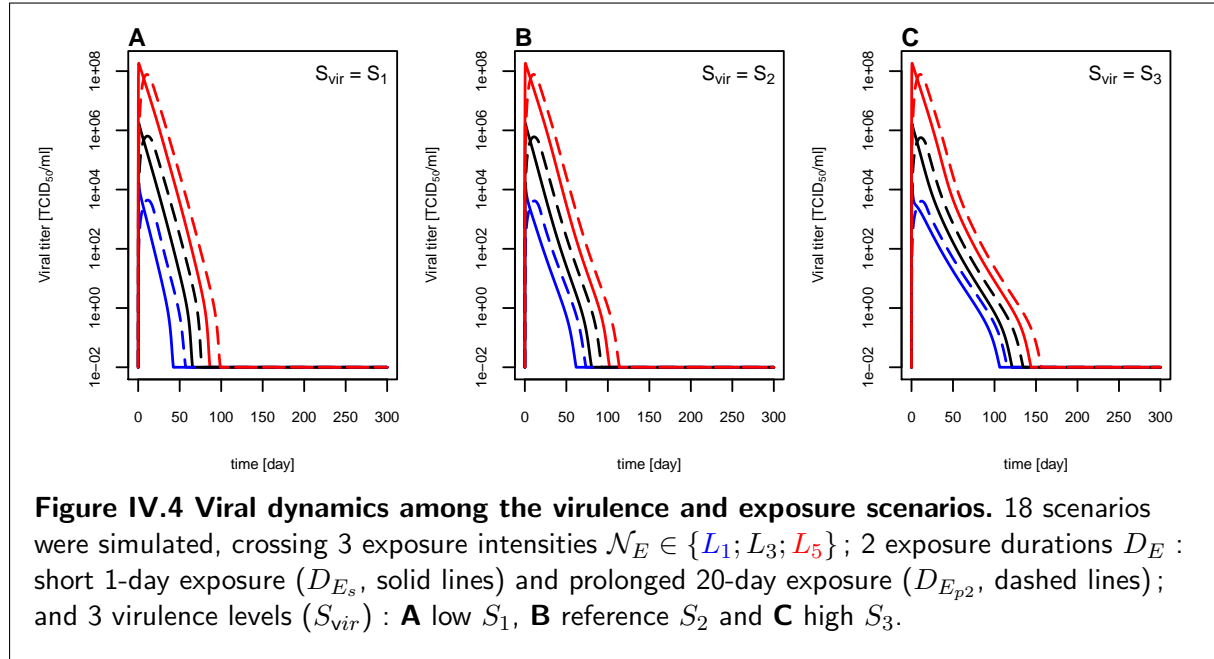 A
S_vir = S_1
1e+08
1e+06
1e+04
1e+02
1e+00
1e−02
Viral titer [TCID_50/ml]
0 50 100 150 200 250 300
time [day]
B
S_vir = S_2
1e+08
1e+06
1e+04
1e+02
1e+00
1e−02
Viral titer [TCID_50/ml]
0 50 100 150 200 250 300
time [day]
C
S_vir = S_3
1e+08
1e+06
1e+04
1e+02
1e+00
1e−02
Viral titer [TCID_50/ml]
0 50 100 150 200 250 300
time [day]
Figure IV.4 Viral dynamics among the virulence and exposure scenarios. 18 scenarios
were simulated, crossing 3 exposure intensities N_E ∈ {L_1; L_3; L_5} ; 2 exposure durations D_E :
short 1-day exposure (D_{E_s}, solid lines) and prolonged 20-day exposure (D_{E_{p2}}, dashed lines) ;
and 3 virulence levels (S_vir) : A low S_1, B reference S_2 and C high S_3.